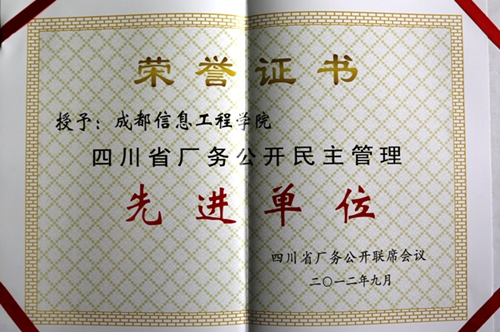 荣誉证书
授予：成都信息工程学院
四川省厂务公开民主管理
先进单位
四川省厂务公开联席会议
二〇一二年九月